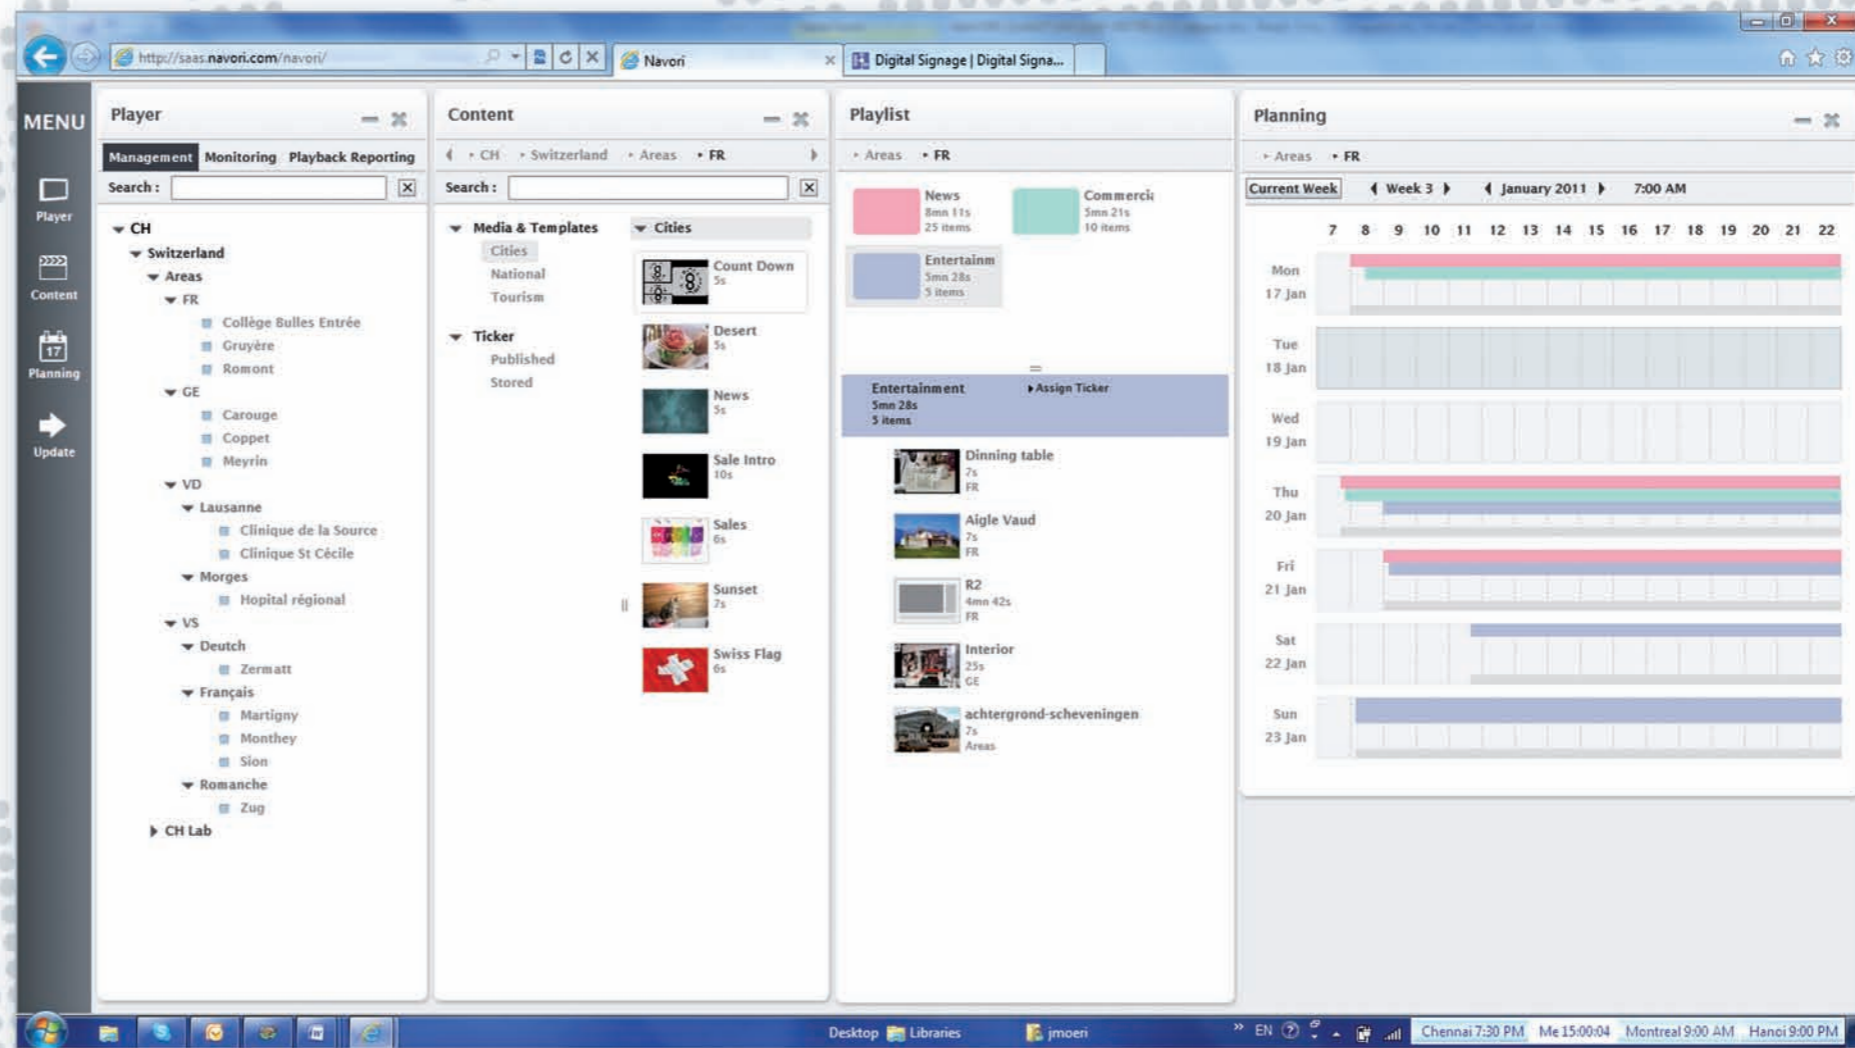 http://saas.navori.com/navori/
Navori
Digital Signage | Digital Signa...
MENU
Player
Content
Planning
Update
Player
Management Monitoring Playback Reporting
Search :
CH
Switzerland
Areas
FR
Collège Bulles Entrée
Gruyère
Romont
GE
Carouge
Coppet
Meyrin
VD
Lausanne
Clinique de la Source
Clinique St Cécile
Morges
Hopital régional
VS
Deutch
Zermatt
Français
Martigny
Monthey
Sion
Romanche
Zug
CH Lab
Content
CH Switzerland Areas FR
Search :
Media & Templates
Cities
National
Tourism
Ticker
Published
Stored
Cities
Count Down
5s
Desert
5s
News
5s
Sale Intro
10s
Sales
6s
Sunset
7s
Swiss Flag
6s
Playlist
Areas FR
News
8mn 11s
25 items
Commerci
5mn 21s
10 items
Entertainm
5mn 28s
5 items
Entertainment
5mn 28s
5 items
Assign Ticker
Dinning table
7s
FR
Aigle Vaud
7s
FR
R2
4mn 42s
FR
Interior
25s
GE
achtergrond-scheveningen
7s
Areas
Planning
Areas FR
Current Week Week 3 January 2011 7:00 AM
7 8 9 10 11 12 13 14 15 16 17 18 19 20 21 22
Mon
17 Jan
Tue
18 Jan
Wed
19 Jan
Thu
20 Jan
Fri
21 Jan
Sat
22 Jan
Sun
23 Jan
17
Desktop Libraries jmoeri » EN Chennai 7:30 PM Me 15:00:04 Montreal 9:00 AM Hanoi 9:00 PM